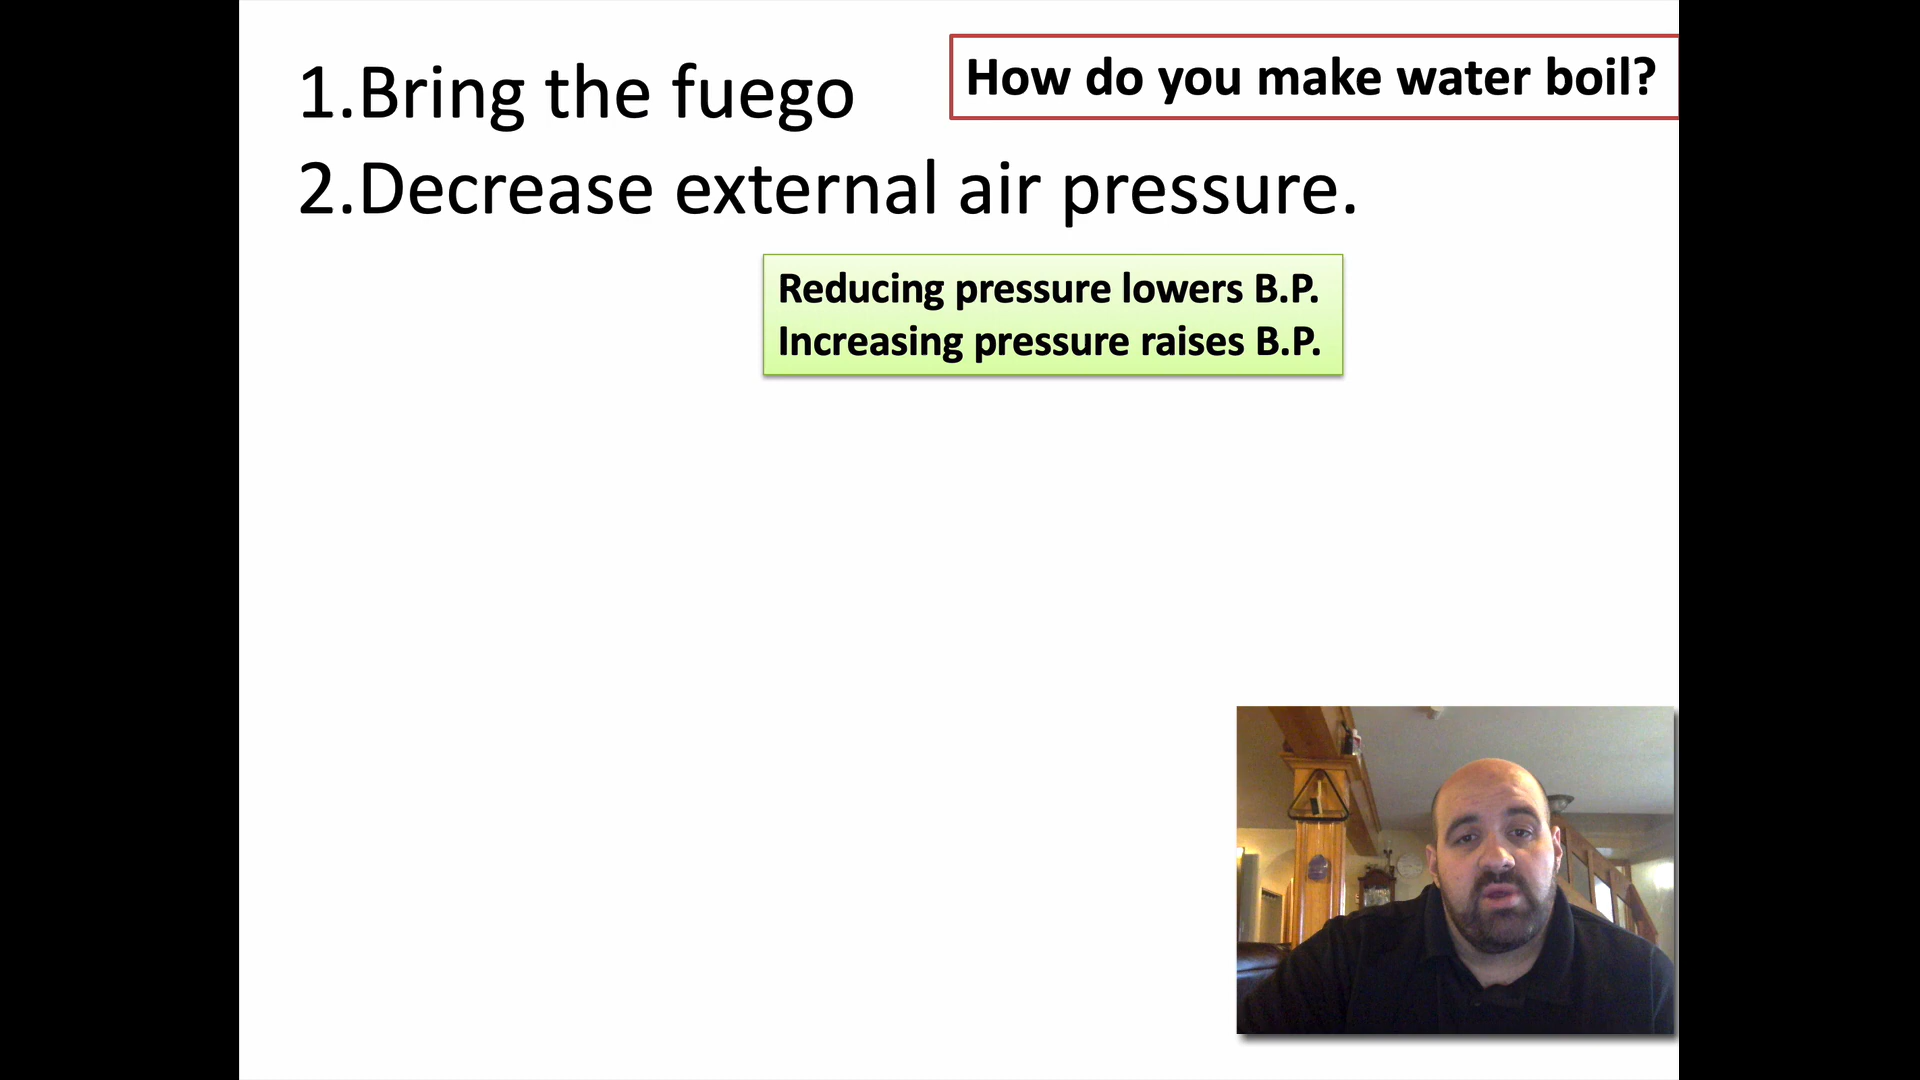 How do you make water boil?
1.Bring the fuego
2.Decrease external air pressure.
Reducing pressure lowers B.P.
Increasing pressure raises B.P.